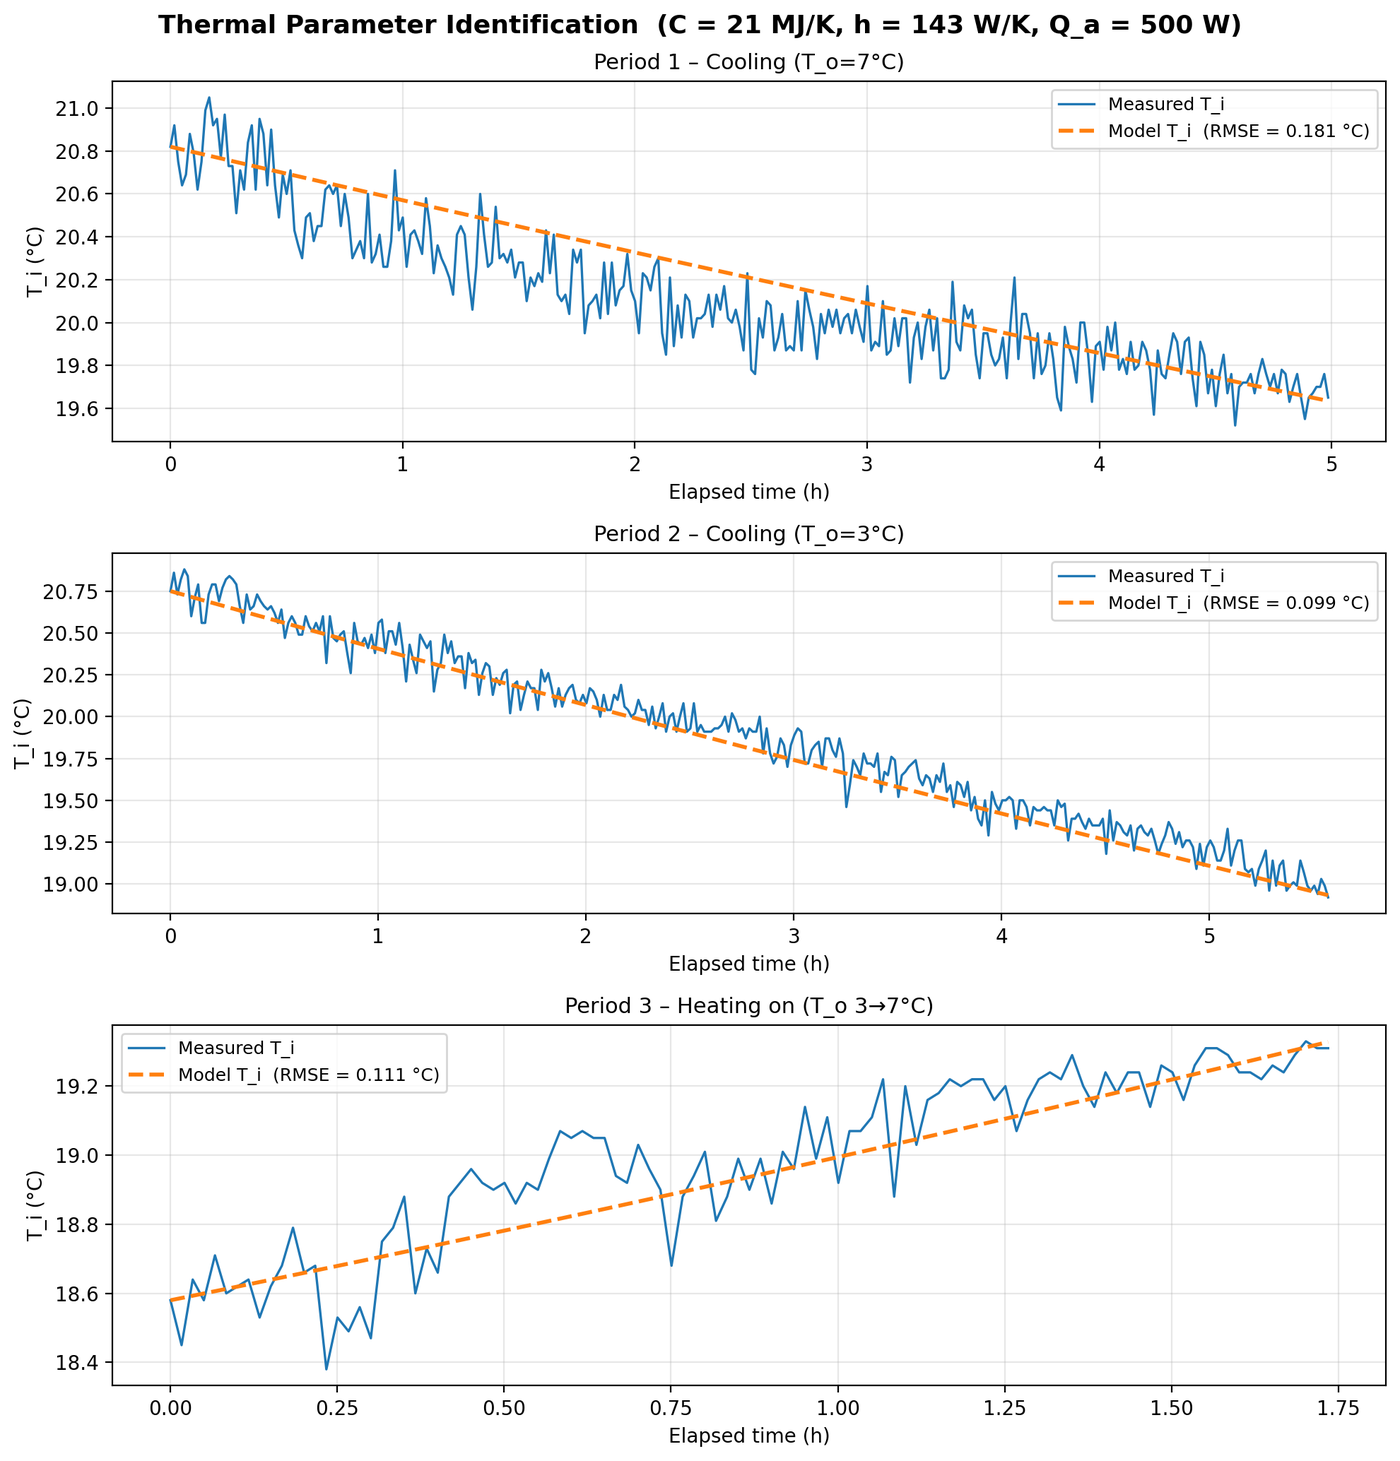 Thermal Parameter Identification  (C = 21 MJ/K, h = 143 W/K, Q_a = 500 W)
Period 1 – Cooling (T_o=7°C)
Measured T_i
Model T_i  (RMSE = 0.181 °C)
T_i (°C)
21.0
20.8
20.6
20.4
20.2
20.0
19.8
19.6
0 1 2 3 4 5
Elapsed time (h)
Period 2 – Cooling (T_o=3°C)
Measured T_i
Model T_i  (RMSE = 0.099 °C)
T_i (°C)
20.75
20.50
20.25
20.00
19.75
19.50
19.25
19.00
0 1 2 3 4 5
Elapsed time (h)
Period 3 – Heating on (T_o 3→7°C)
Measured T_i
Model T_i  (RMSE = 0.111 °C)
T_i (°C)
19.2
19.0
18.8
18.6
18.4
0.00 0.25 0.50 0.75 1.00 1.25 1.50 1.75
Elapsed time (h)